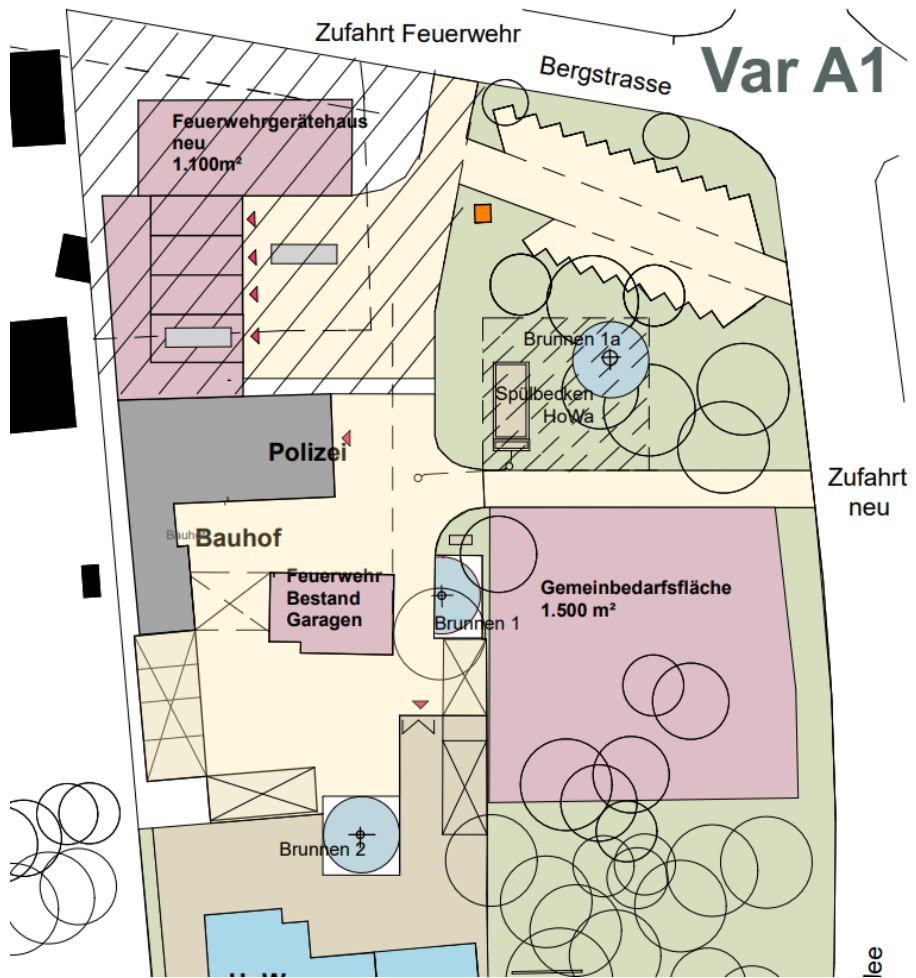 Zufahrt Feuerwehr
Bergstrasse
Var A1
Feuerwehrgerätehaus
neu
1.100m²
Brunnen 1a
Spülbecken
HoWa
Polizei
Zufahrt
neu
Bauhof
Bauhof
Feuerwehr
Bestand
Garagen
Gemeinbedarfsfläche
1.500 m²
Brunnen 1
Brunnen 2